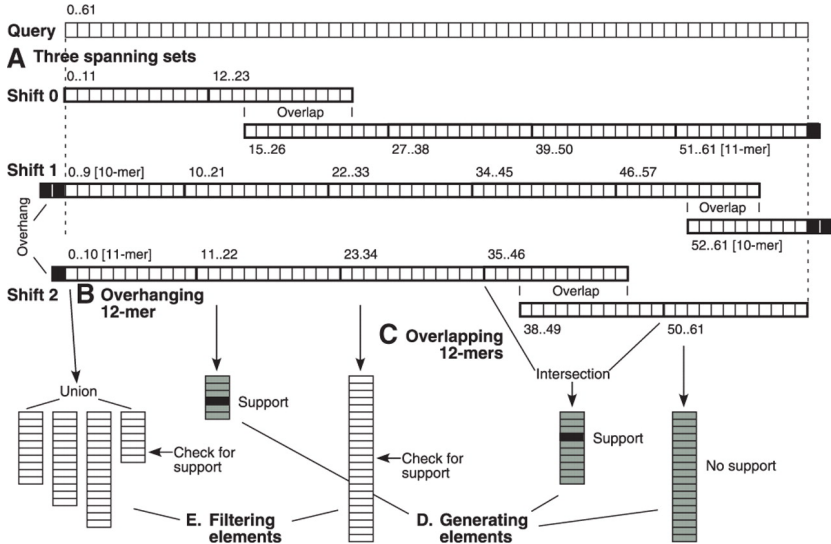 0..61
Query
A Three spanning sets
0..11 12..23
Shift 0
Overlap
15..26 27..38 39..50 51..61 [11-mer]
Shift 1
0..9 [10-mer] 10..21 22..33 34..45 46..57
Overlap
Overhang
52..61 [10-mer]
0..10 [11-mer] 11..22 23.34 35..46
Shift 2
B Overhanging
12-mer
Overlap
38..49 50..61
C Overlapping
12-mers
Intersection
Union
Support
Check for
support
Check for
support
Support
No support
E. Filtering
elements
D. Generating
elements